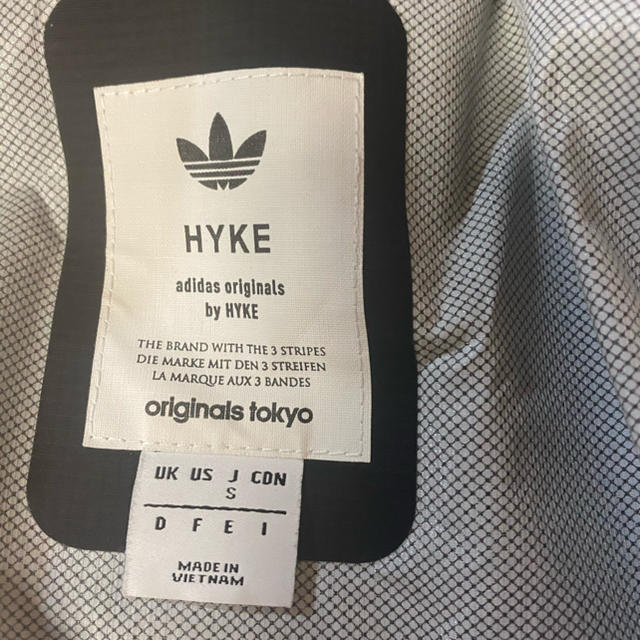 HYKE
adidas originals
by HYKE
THE BRAND WITH THE 3 STRIPES
DIE MARKE MIT DEN 3 STREIFEN
LA MARQUE AUX 3 BANDES
originals tokyo
UK US J CDN
S
D F E I
MADE IN
VIETNAM